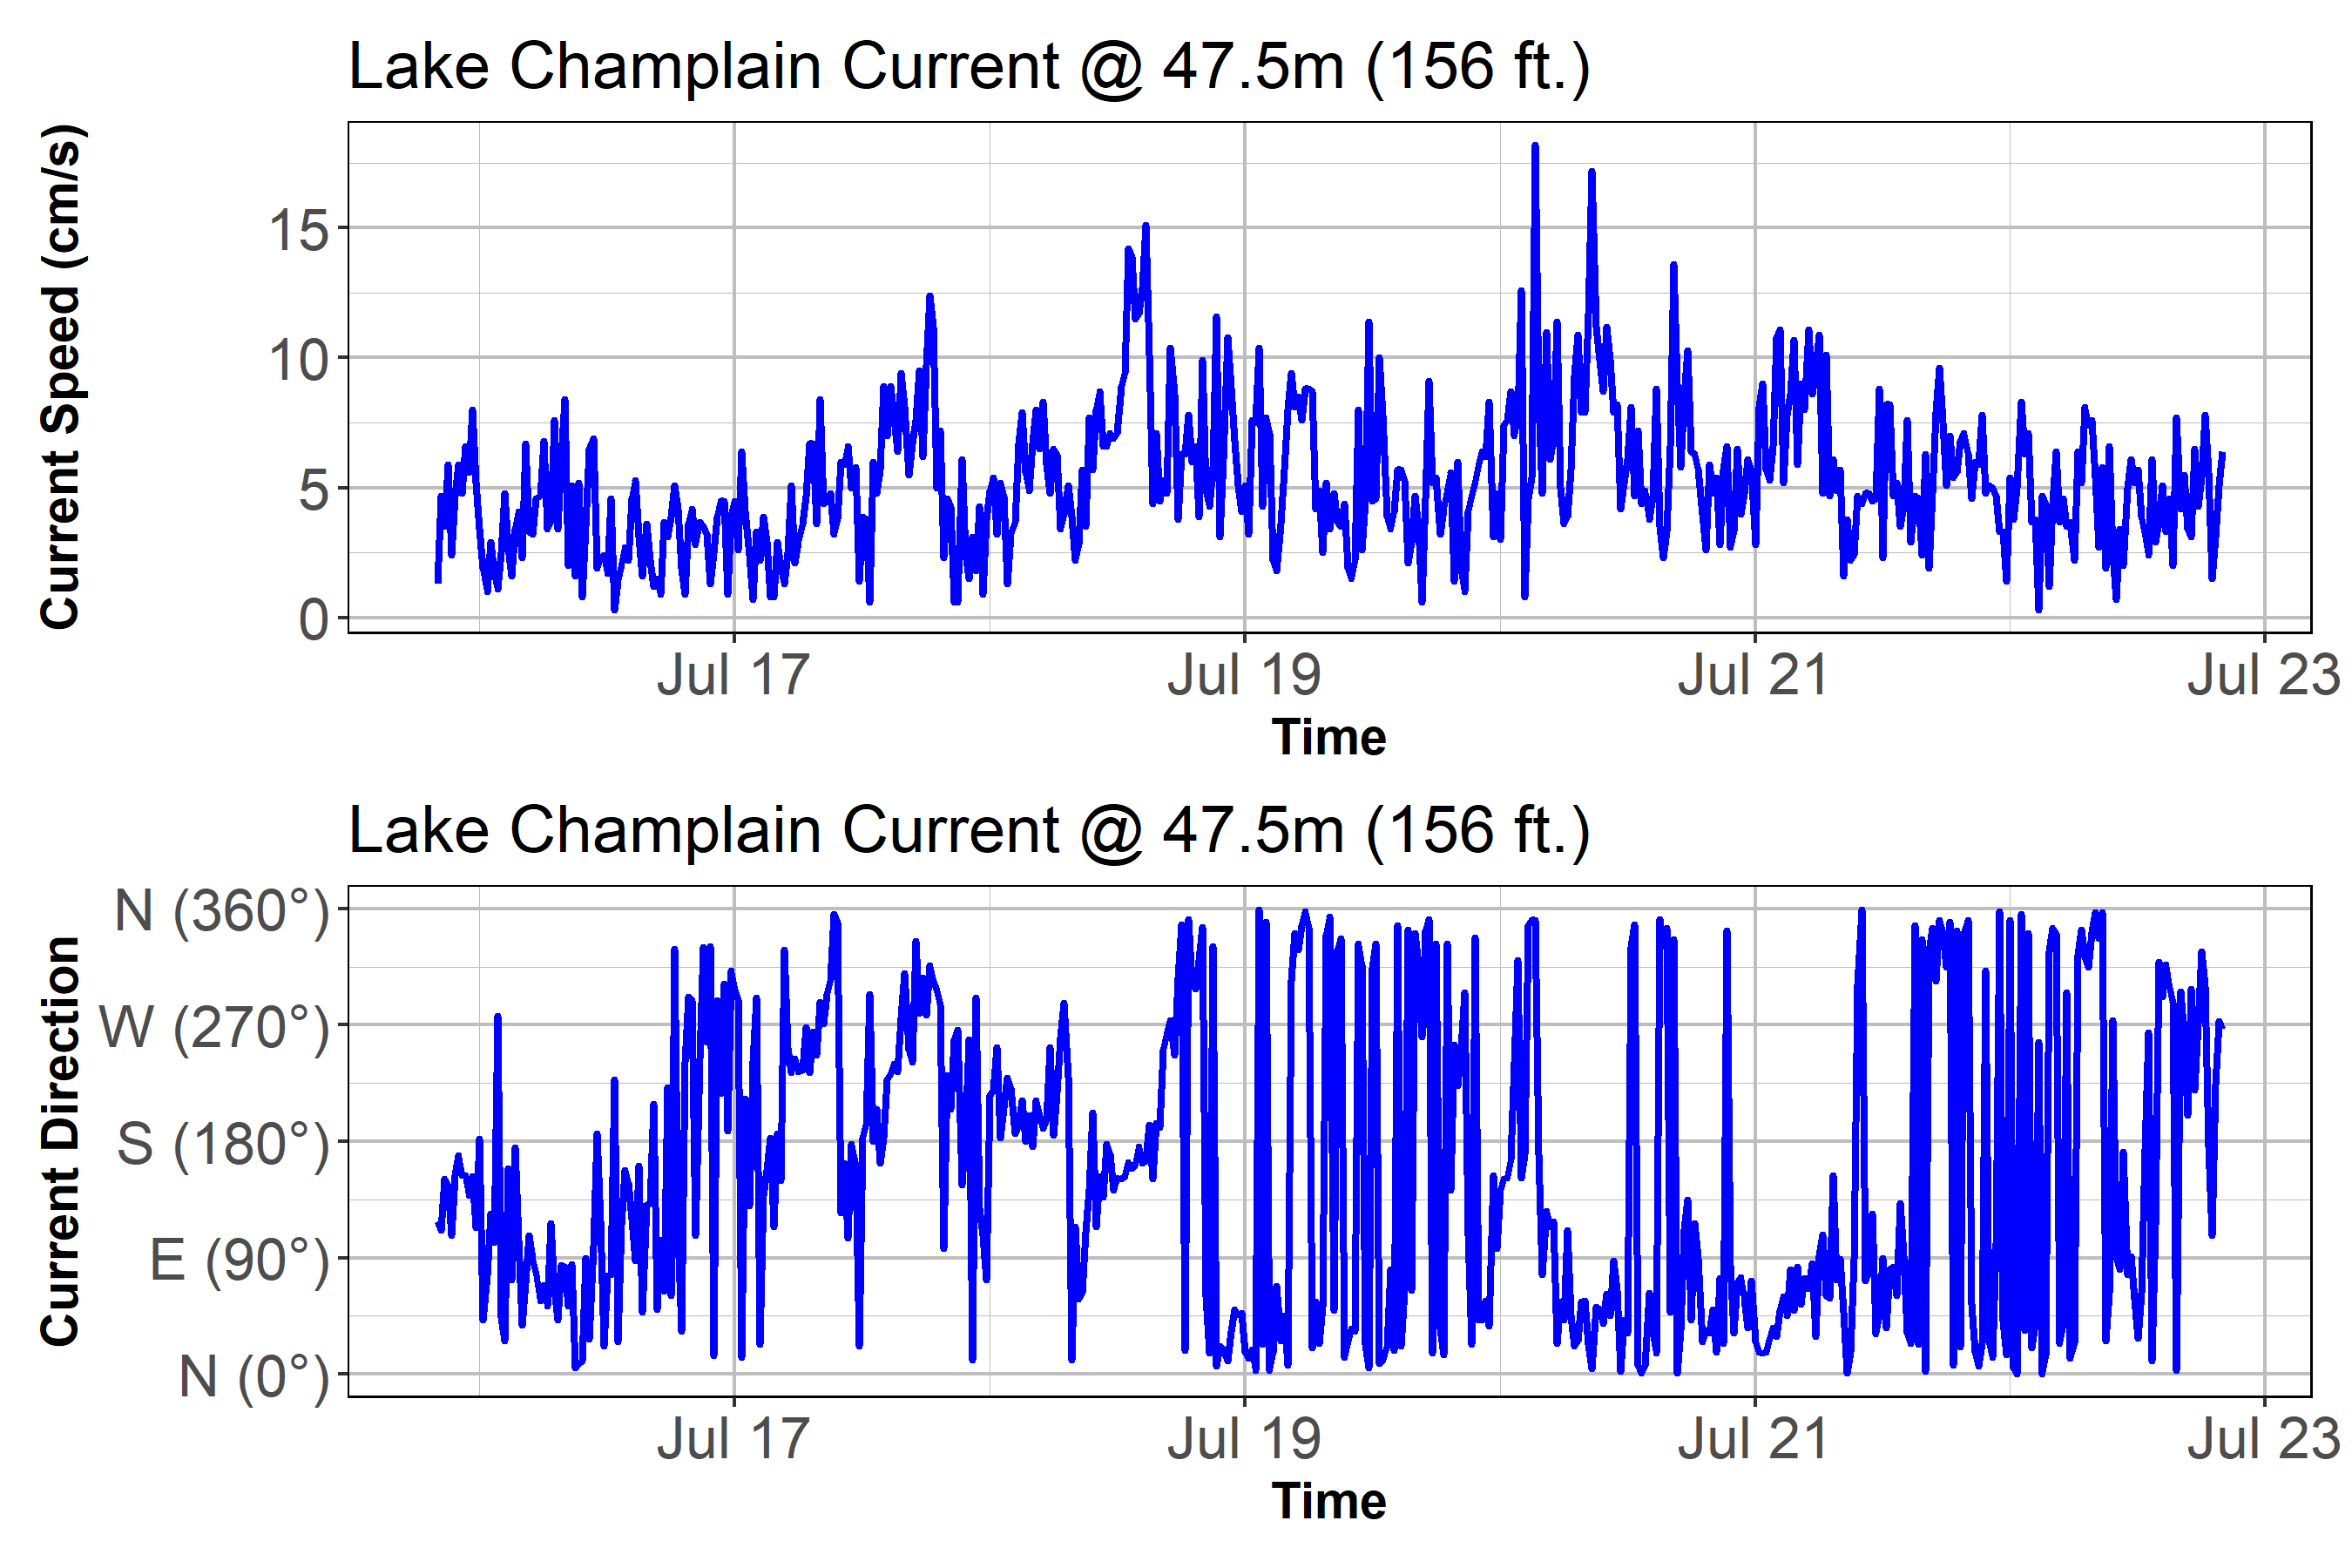 Lake Champlain Current @ 47.5m (156 ft.)
Current Speed (cm/s)
15
10
5
0
Jul 17 Jul 19 Jul 21 Jul 23
Time
Lake Champlain Current @ 47.5m (156 ft.)
Current Direction
N (360°)
W (270°)
S (180°)
E (90°)
N (0°)
Jul 17 Jul 19 Jul 21 Jul 23
Time